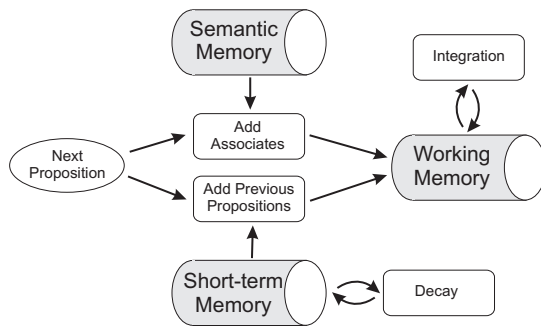 Semantic
Memory
Integration
Add
Associates
Next
Proposition
Working
Memory
Add Previous
Propositions
Short-term
Memory
Decay